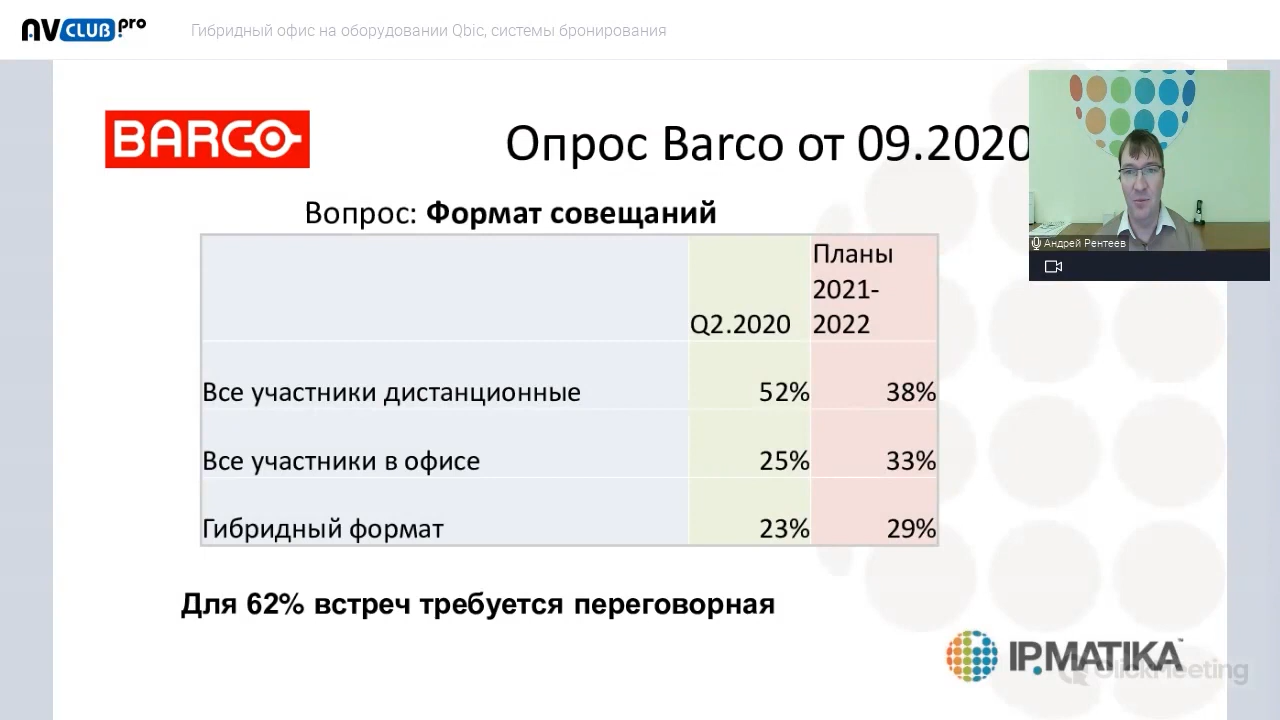 AVCLUB.pro
Гибридный офис на оборудовании Qbic, системы бронирования
BARCO
Опрос Barco от 09.2020
Андрей Рентеев
Вопрос: Формат совещаний
Q2.2020
Планы
2021-
2022
Все участники дистанционные 52% 38%
Все участники в офисе 25% 33%
Гибридный формат 23% 29%
Для 62% встреч требуется переговорная
IPMATIKA™
ClickMeeting